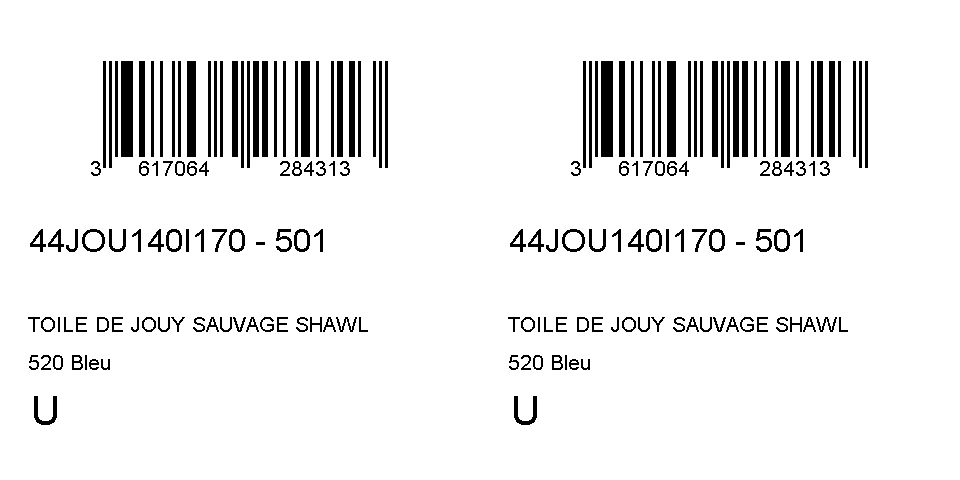 3 617064 284313
44JOU140I170 - 501
TOILE DE JOUY SAUVAGE SHAWL
520 Bleu
U
3 617064 284313
44JOU140I170 - 501
TOILE DE JOUY SAUVAGE SHAWL
520 Bleu
U